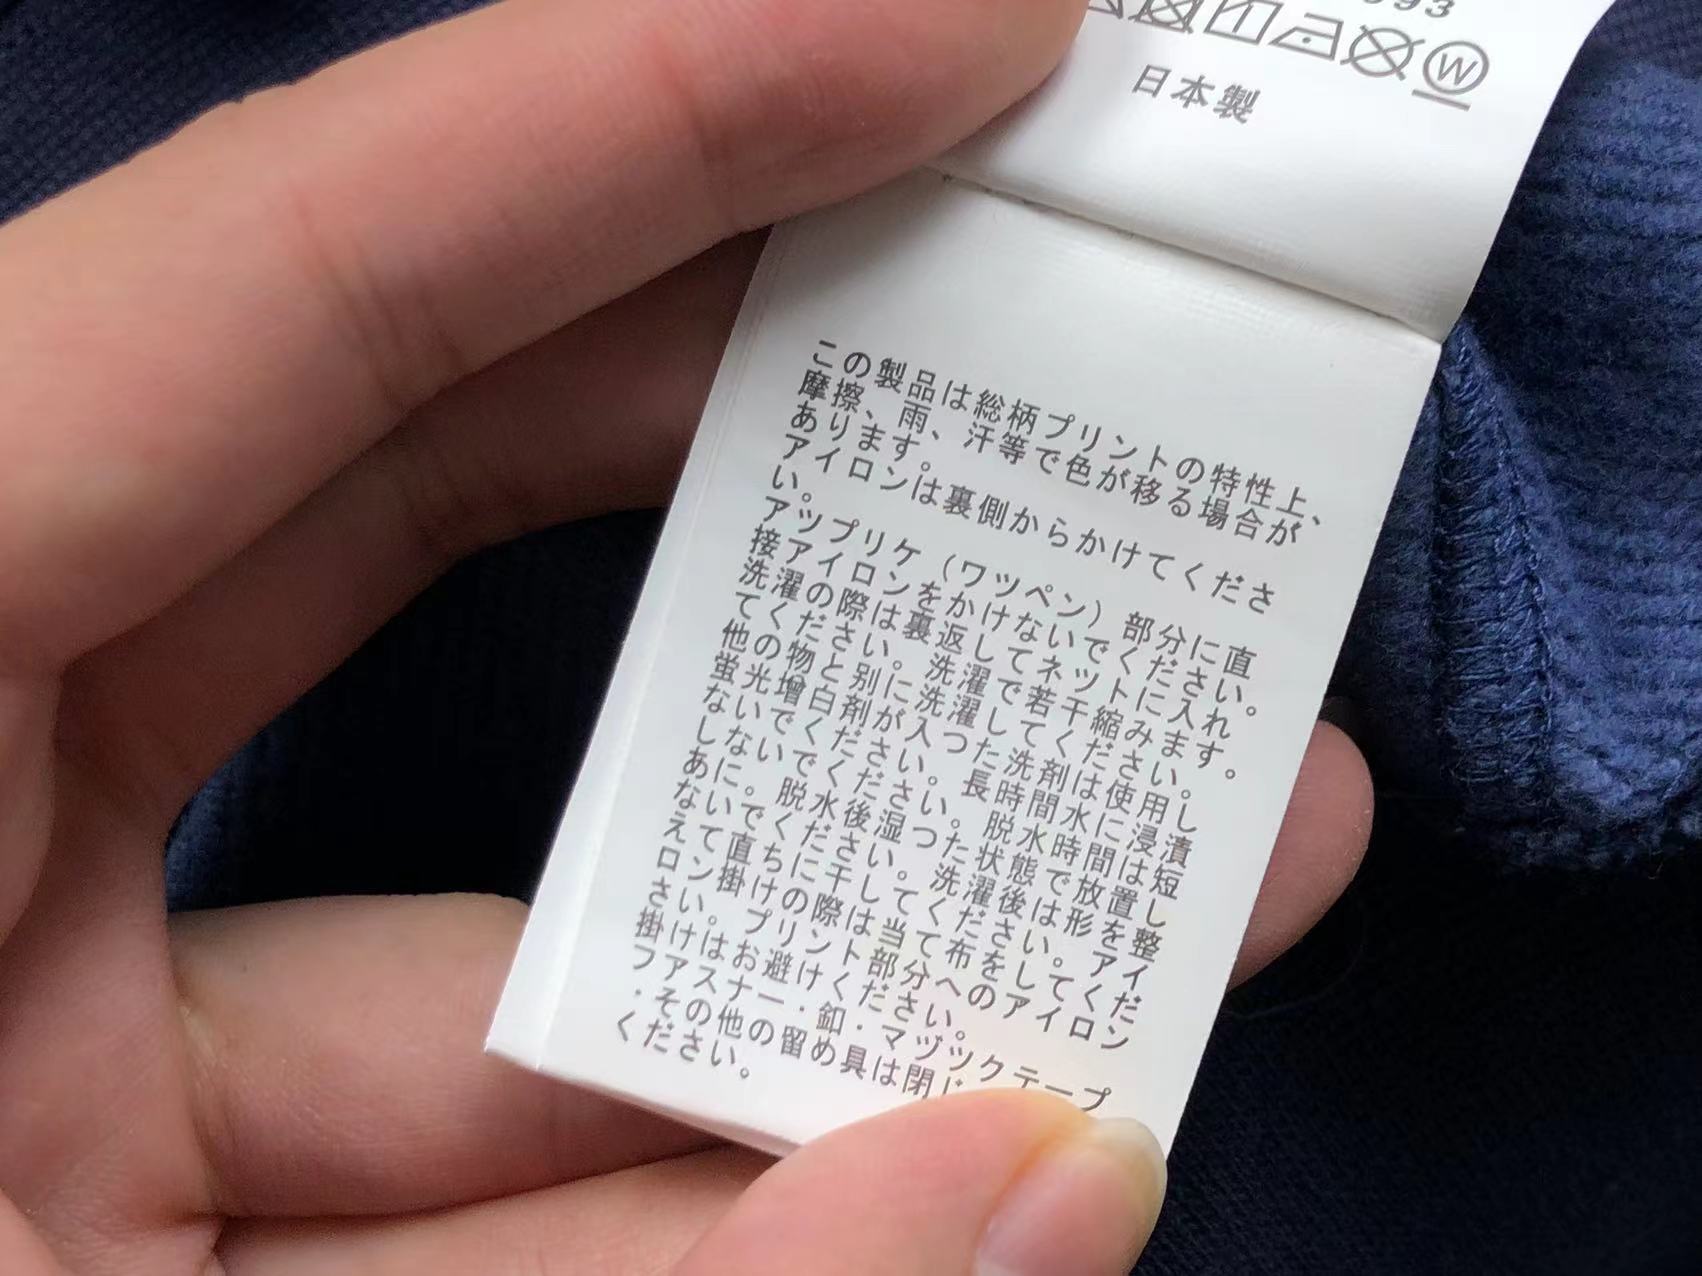 093
W
日本製
この製品は総柄プリントの特性上、
摩擦、雨、汗等で色が移る場合が
あります。
アイロンは裏側からかけてくださ
い。
アツプリケ（ワツペン）部分に直
接アイロンをかけないでください。
洗濯の際は裏返してネツトに入れ
てください。洗濯で若干縮みます。
他の物と別に洗濯してください。
蛍光増白剤が入つた洗剤は使用し
ないでください。長時間水に浸漬
しないでください。脱水時間は短
あに。脱水後湿つた状態で放置し
ないでください。洗濯後は形を整
えて直ちに干してください。アイ
ロン掛けの際は当て布をしてくだ
さい。プリント部分へのアイロン
掛けはお避けください。
フアスナー・釦・マヅツクテープ
・その他の留め具は閉じ
ください。